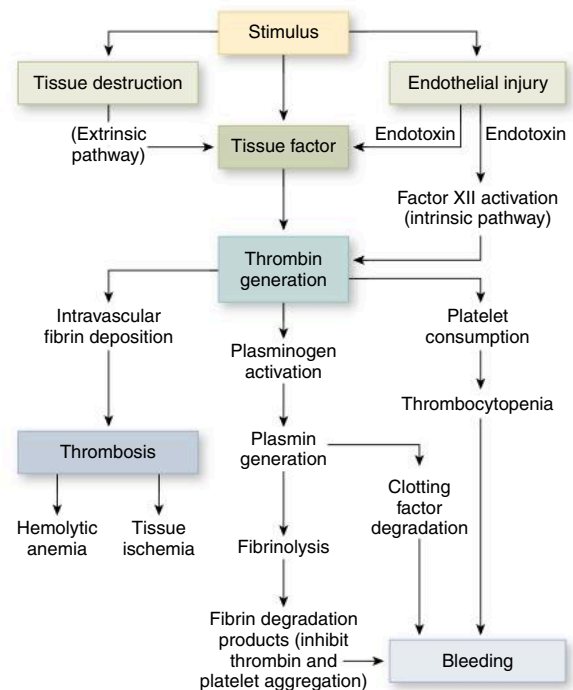 Stimulus
Tissue destruction
Endothelial injury
(Extrinsic
pathway)
Tissue factor
Endotoxin
Endotoxin
Factor XII activation
(intrinsic pathway)
Thrombin
generation
Intravascular
fibrin deposition
Plasminogen
activation
Platelet
consumption
Thrombocytopenia
Thrombosis
Plasmin
generation
Clotting
factor
degradation
Hemolytic
anemia
Tissue
ischemia
Fibrinolysis
Fibrin degradation
products (inhibit
thrombin and
platelet aggregation)
Bleeding